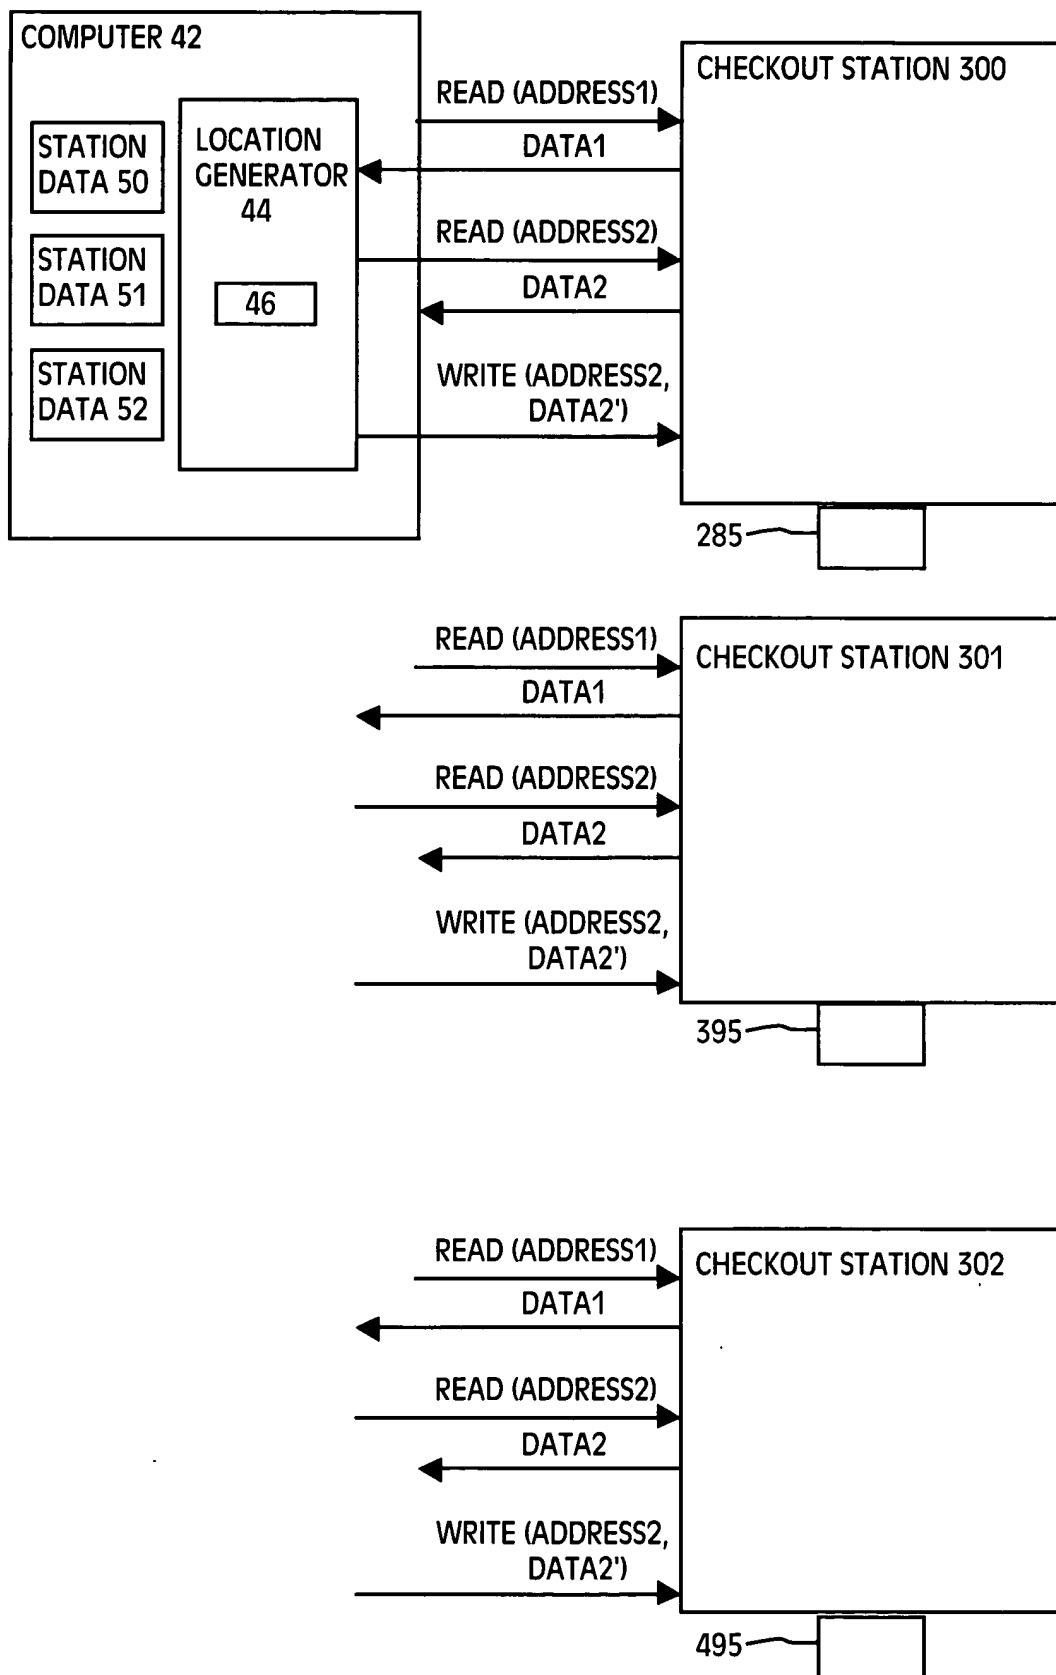 COMPUTER 42
STATION
DATA 50
STATION
DATA 51
STATION
DATA 52
LOCATION
GENERATOR
44
46
READ (ADDRESS1)
DATA1
READ (ADDRESS2)
DATA2
WRITE (ADDRESS2,
DATA2')
CHECKOUT STATION 300
285
READ (ADDRESS1)
DATA1
READ (ADDRESS2)
DATA2
WRITE (ADDRESS2,
DATA2')
CHECKOUT STATION 301
395
READ (ADDRESS1)
DATA1
READ (ADDRESS2)
DATA2
WRITE (ADDRESS2,
DATA2')
CHECKOUT STATION 302
495